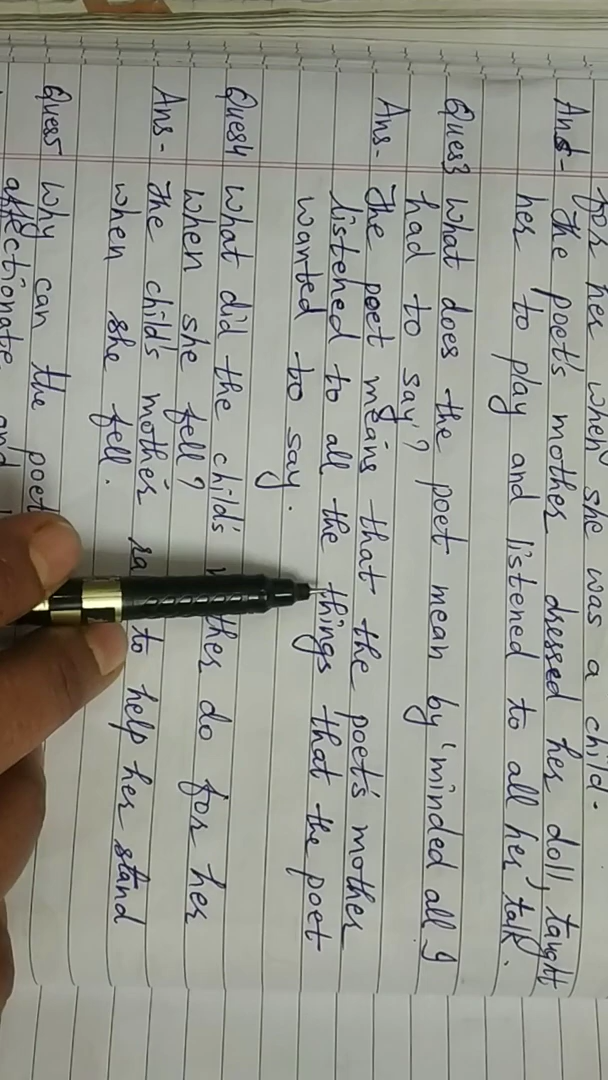 for her when she was a child.
Ans- The poet's mother dressed her doll, taught
her to play and listened to all her talk.
Ques3 What does the poet mean by 'minded all I
had to say'?
Ans- The poet means that the poet's mother
listened to all the things that the poet
wanted to say.
Ques4 What did the child's do for her
when she fell?
Ans- The child's mother to help her stand
when she fell.
Ques5 Why can the poet
affectionate and